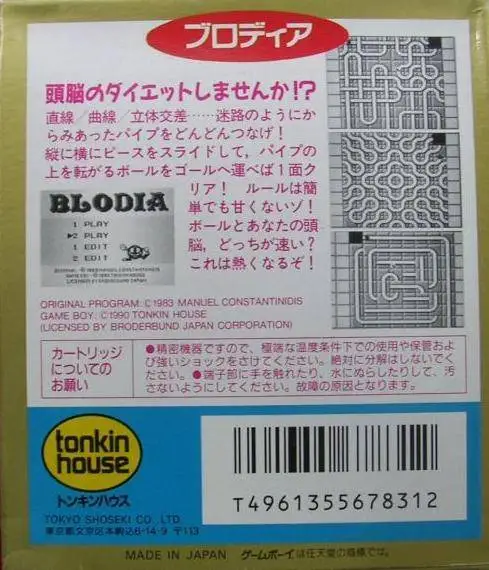 ブロディア
頭脳のダイエットしませんか!?
直線／曲線／立体交差……迷路のようにか
らみあったパイプをどんどんつなげ!
縦に横にピースをスライドして，パイプの
上を転がるボールをゴールへ運べば1面ク
リア! ルールは簡
単でも甘くないゾ!
ボールとあなたの頭
脳，どっちが速い?
これは熱くなるぞ!
BLODIA
1 PLAY
2 PLAY
1 EDIT
2 EDIT
ORIGINAL PROGRAM: ©1983 MANUEL CONSTANTINIDIS
GAME BOY: ©1990 TONKIN HOUSE
(LICENSED BY BRODERBUND JAPAN CORPORATION)
カートリッジ
についての
お願い
●精密機器ですので、極端な温度条件下での使用や保管お
よび強いショックをさけてください。絶対に分解はしないでく
ださい。●端子部に手を触れたり、水にぬらしたりして、汚
さないようにしてください。故障の原因となります。
tonkin
house
トンキンハウス
TOKYO SHOSEKI CO.,LTD.
東京都文京区本駒込6-14-9 〒113
T4961355678312
MADE IN JAPAN ゲームボーイは任天堂の商標です。